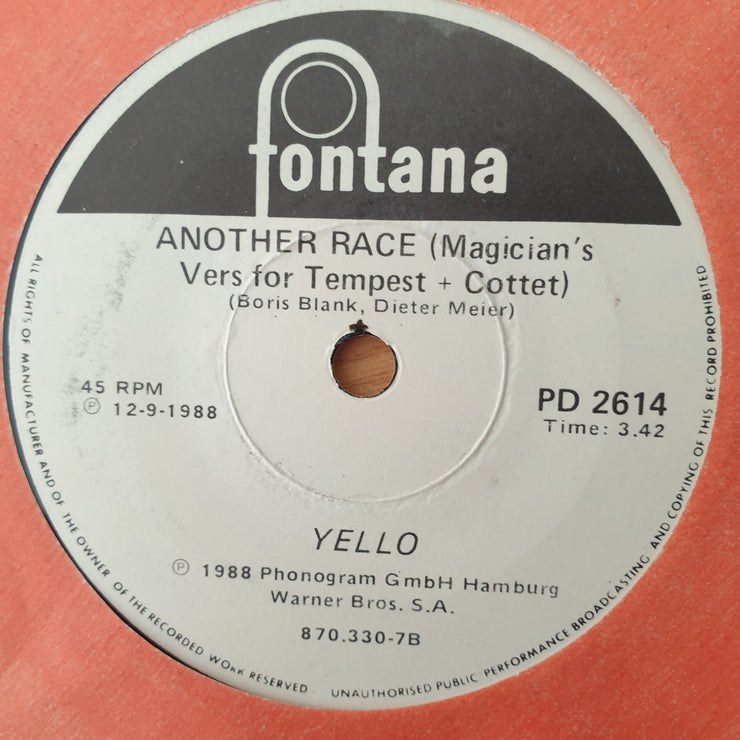 fontana
ANOTHER RACE (Magician's
Vers for Tempest + Cottet)
(Boris Blank, Dieter Meier)
45 RPM
Ⓟ 12-9-1988
PD 2614
Time: 3.42
YELLO
Ⓟ 1988 Phonogram GmbH Hamburg
Warner Bros. S.A.
870.330-7B
ALL RIGHTS OF MANUFACTURER AND OF THE OWNER OF THE RECORDED WORK RESERVED. UNAUTHORISED PUBLIC PERFORMANCE BROADCASTING AND COPYING OF THIS RECORD PROHIBITED